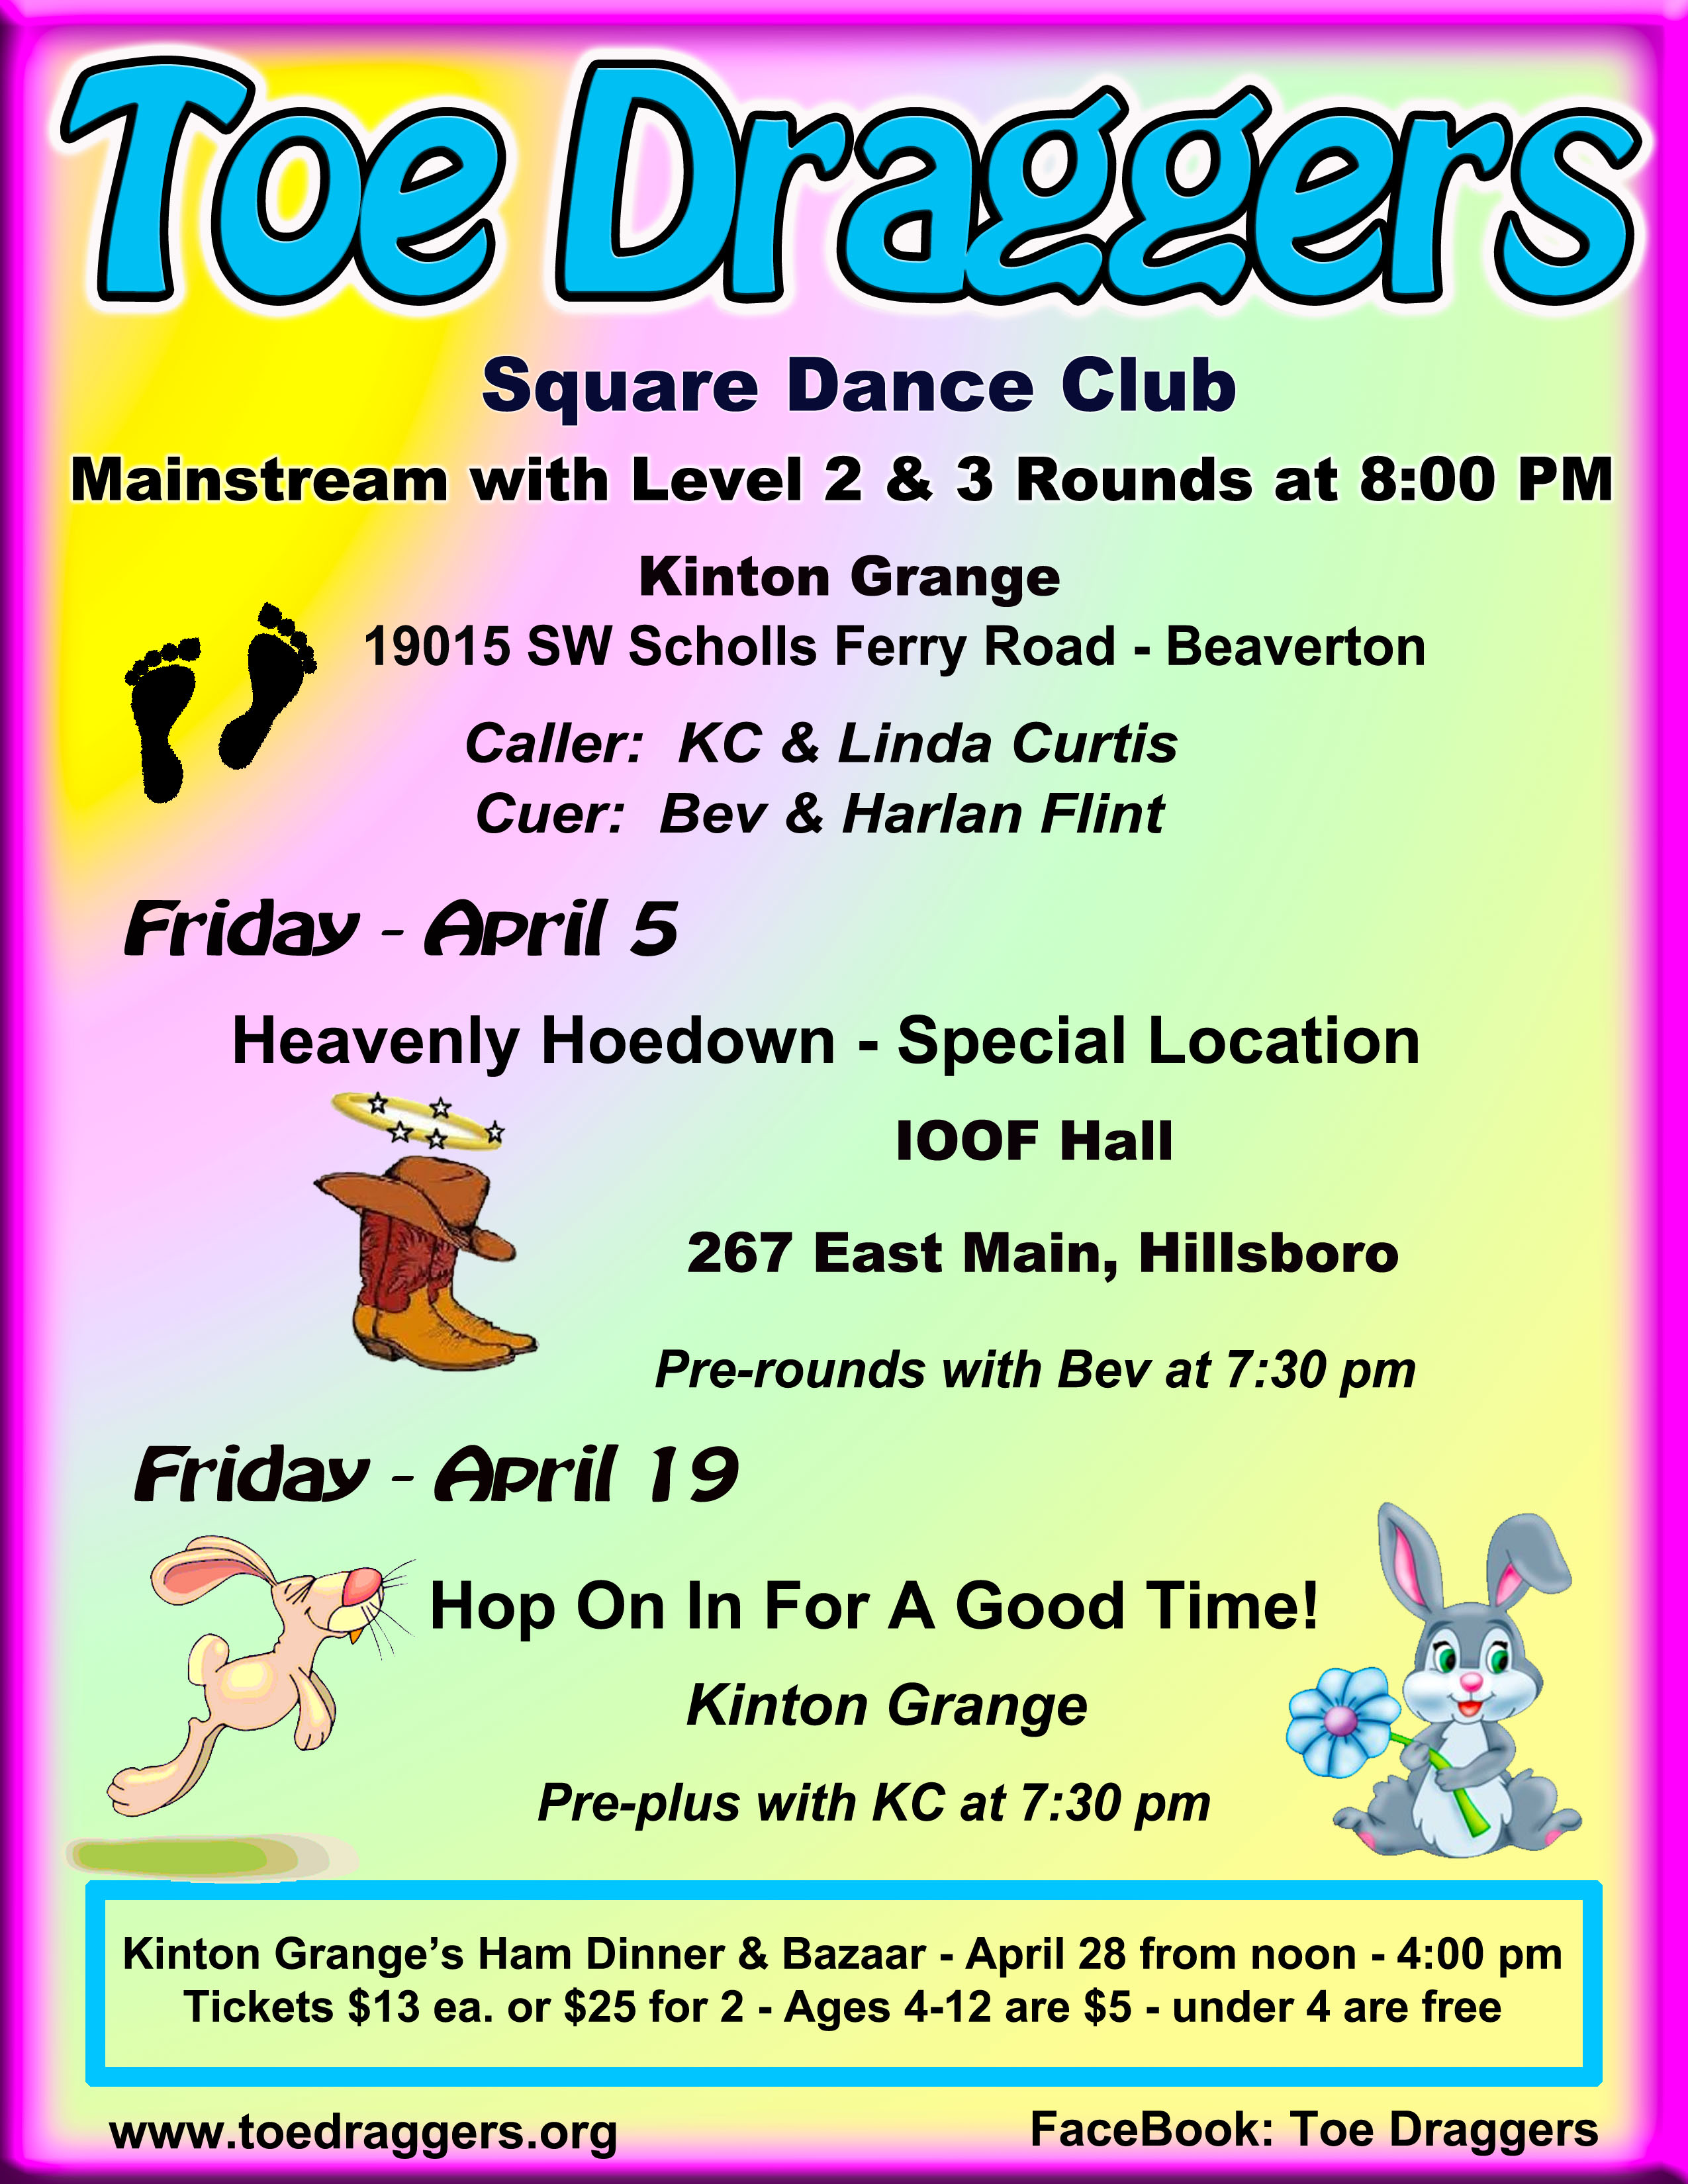 Toe Draggers
Square Dance Club
Mainstream with Level 2 & 3 Rounds at 8:00 PM
Kinton Grange
19015 SW Scholls Ferry Road - Beaverton
Caller: KC & Linda Curtis
Cuer: Bev & Harlan Flint
Friday - April 5
Heavenly Hoedown - Special Location
IOOF Hall
267 East Main, Hillsboro
Pre-rounds with Bev at 7:30 pm
Friday - April 19
Hop On In For A Good Time!
Kinton Grange
Pre-plus with KC at 7:30 pm
Kinton Grange’s Ham Dinner & Bazaar - April 28 from noon - 4:00 pm
Tickets $13 ea. or $25 for 2 - Ages 4-12 are $5 - under 4 are free
www.toedraggers.org
FaceBook: Toe Draggers